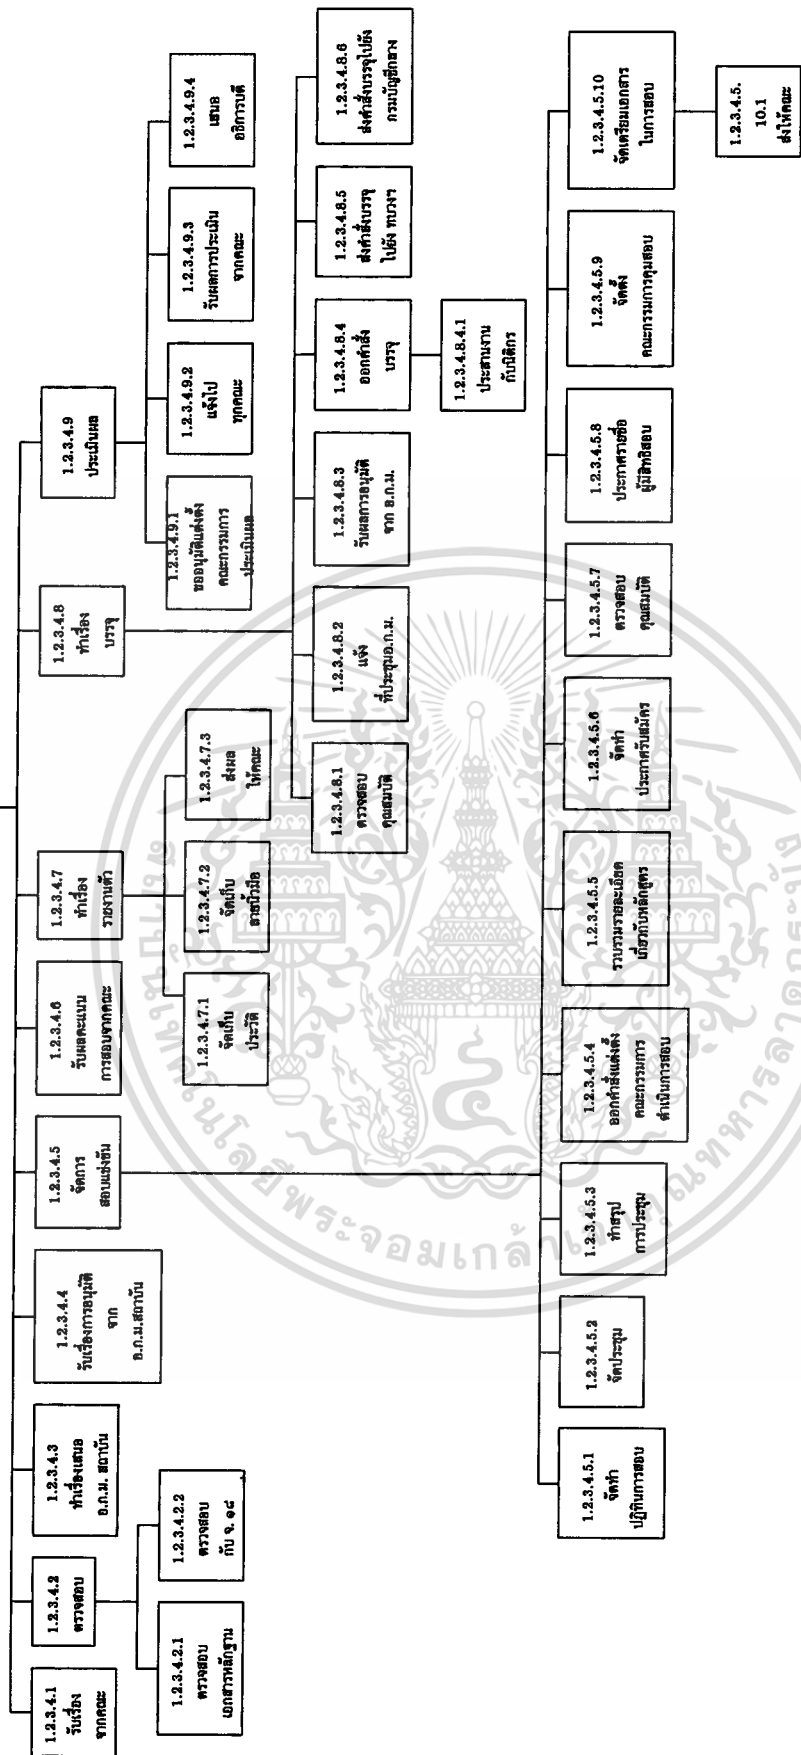 1.2.3.4.1
รับเรื่อง
จากคณะ
1.2.3.4.2
ตรวจสอบ
1.2.3.4.3
ทำเรื่องเสนอ
อ.ก.ม. สถาบัน
1.2.3.4.4
รับเรื่องการอนุมัติ
จาก
อ.ก.ม.สถาบัน
1.2.3.4.5
จัดการ
สอบแข่งขัน
1.2.3.4.6
รับผลคะแนน
การสอบจากคณะ
1.2.3.4.7
ทำเรื่อง
รายงานตัว
1.2.3.4.8
ทำเรื่อง
บรรจุ
1.2.3.4.9
ประเมินผล
1.2.3.4.2.1
ตรวจสอบ
เอกสารหลักฐาน
1.2.3.4.2.2
ตรวจสอบ
กับ จ. ๑๘
1.2.3.4.7.1
จัดเก็บ
ประวัติ
1.2.3.4.7.2
จัดเก็บ
ลายนิ้วมือ
1.2.3.4.7.3
ส่งผล
ให้คณะ
1.2.3.4.9.1
ขออนุมัติแต่งตั้ง
คณะกรรมการ
ประเมินผล
1.2.3.4.9.2
แจ้งไป
ทุกคณะ
1.2.3.4.9.3
รับผลการประเมิน
จากคณะ
1.2.3.4.9.4
เสนอ
อธิการบดี
1.2.3.4.8.1
ตรวจสอบ
คุณสมบัติ
1.2.3.4.8.2
แจ้ง
ที่ประชุมอ.ก.ม.
1.2.3.4.8.3
รับผลการอนุมัติ
จาก อ.ก.ม.
1.2.3.4.8.4
ออกคำสั่ง
บรรจุ
1.2.3.4.8.5
ส่งคำสั่งบรรจุ
ไปยัง ทบวงฯ
1.2.3.4.8.6
ส่งคำสั่งบรรจุไปยัง
กรมบัญชีกลาง
1.2.3.4.8.4.1
ประสานงาน
กับนิติกร
1.2.3.4.5.1
จัดทำ
ปฏิทินการสอบ
1.2.3.4.5.2
จัดประชุม
1.2.3.4.5.3
ทำสรุป
การประชุม
1.2.3.4.5.4
ออกคำสั่งแต่งตั้ง
คณะกรรมการ
ดำเนินการสอบ
1.2.3.4.5.5
รวบรวมรายละเอียด
เกี่ยวกับหลักสูตร
1.2.3.4.5.6
จัดทำ
ประกาศรับสมัคร
1.2.3.4.5.7
ตรวจสอบ
คุณสมบัติ
1.2.3.4.5.8
ประกาศรายชื่อ
ผู้มีสิทธิสอบ
1.2.3.4.5.9
จัดตั้ง
คณะกรรมการคุมสอบ
1.2.3.4.5.10
จัดเตรียมเอกสาร
ในการสอบ
1.2.3.4.5.
10.1
ส่งให้คณะ